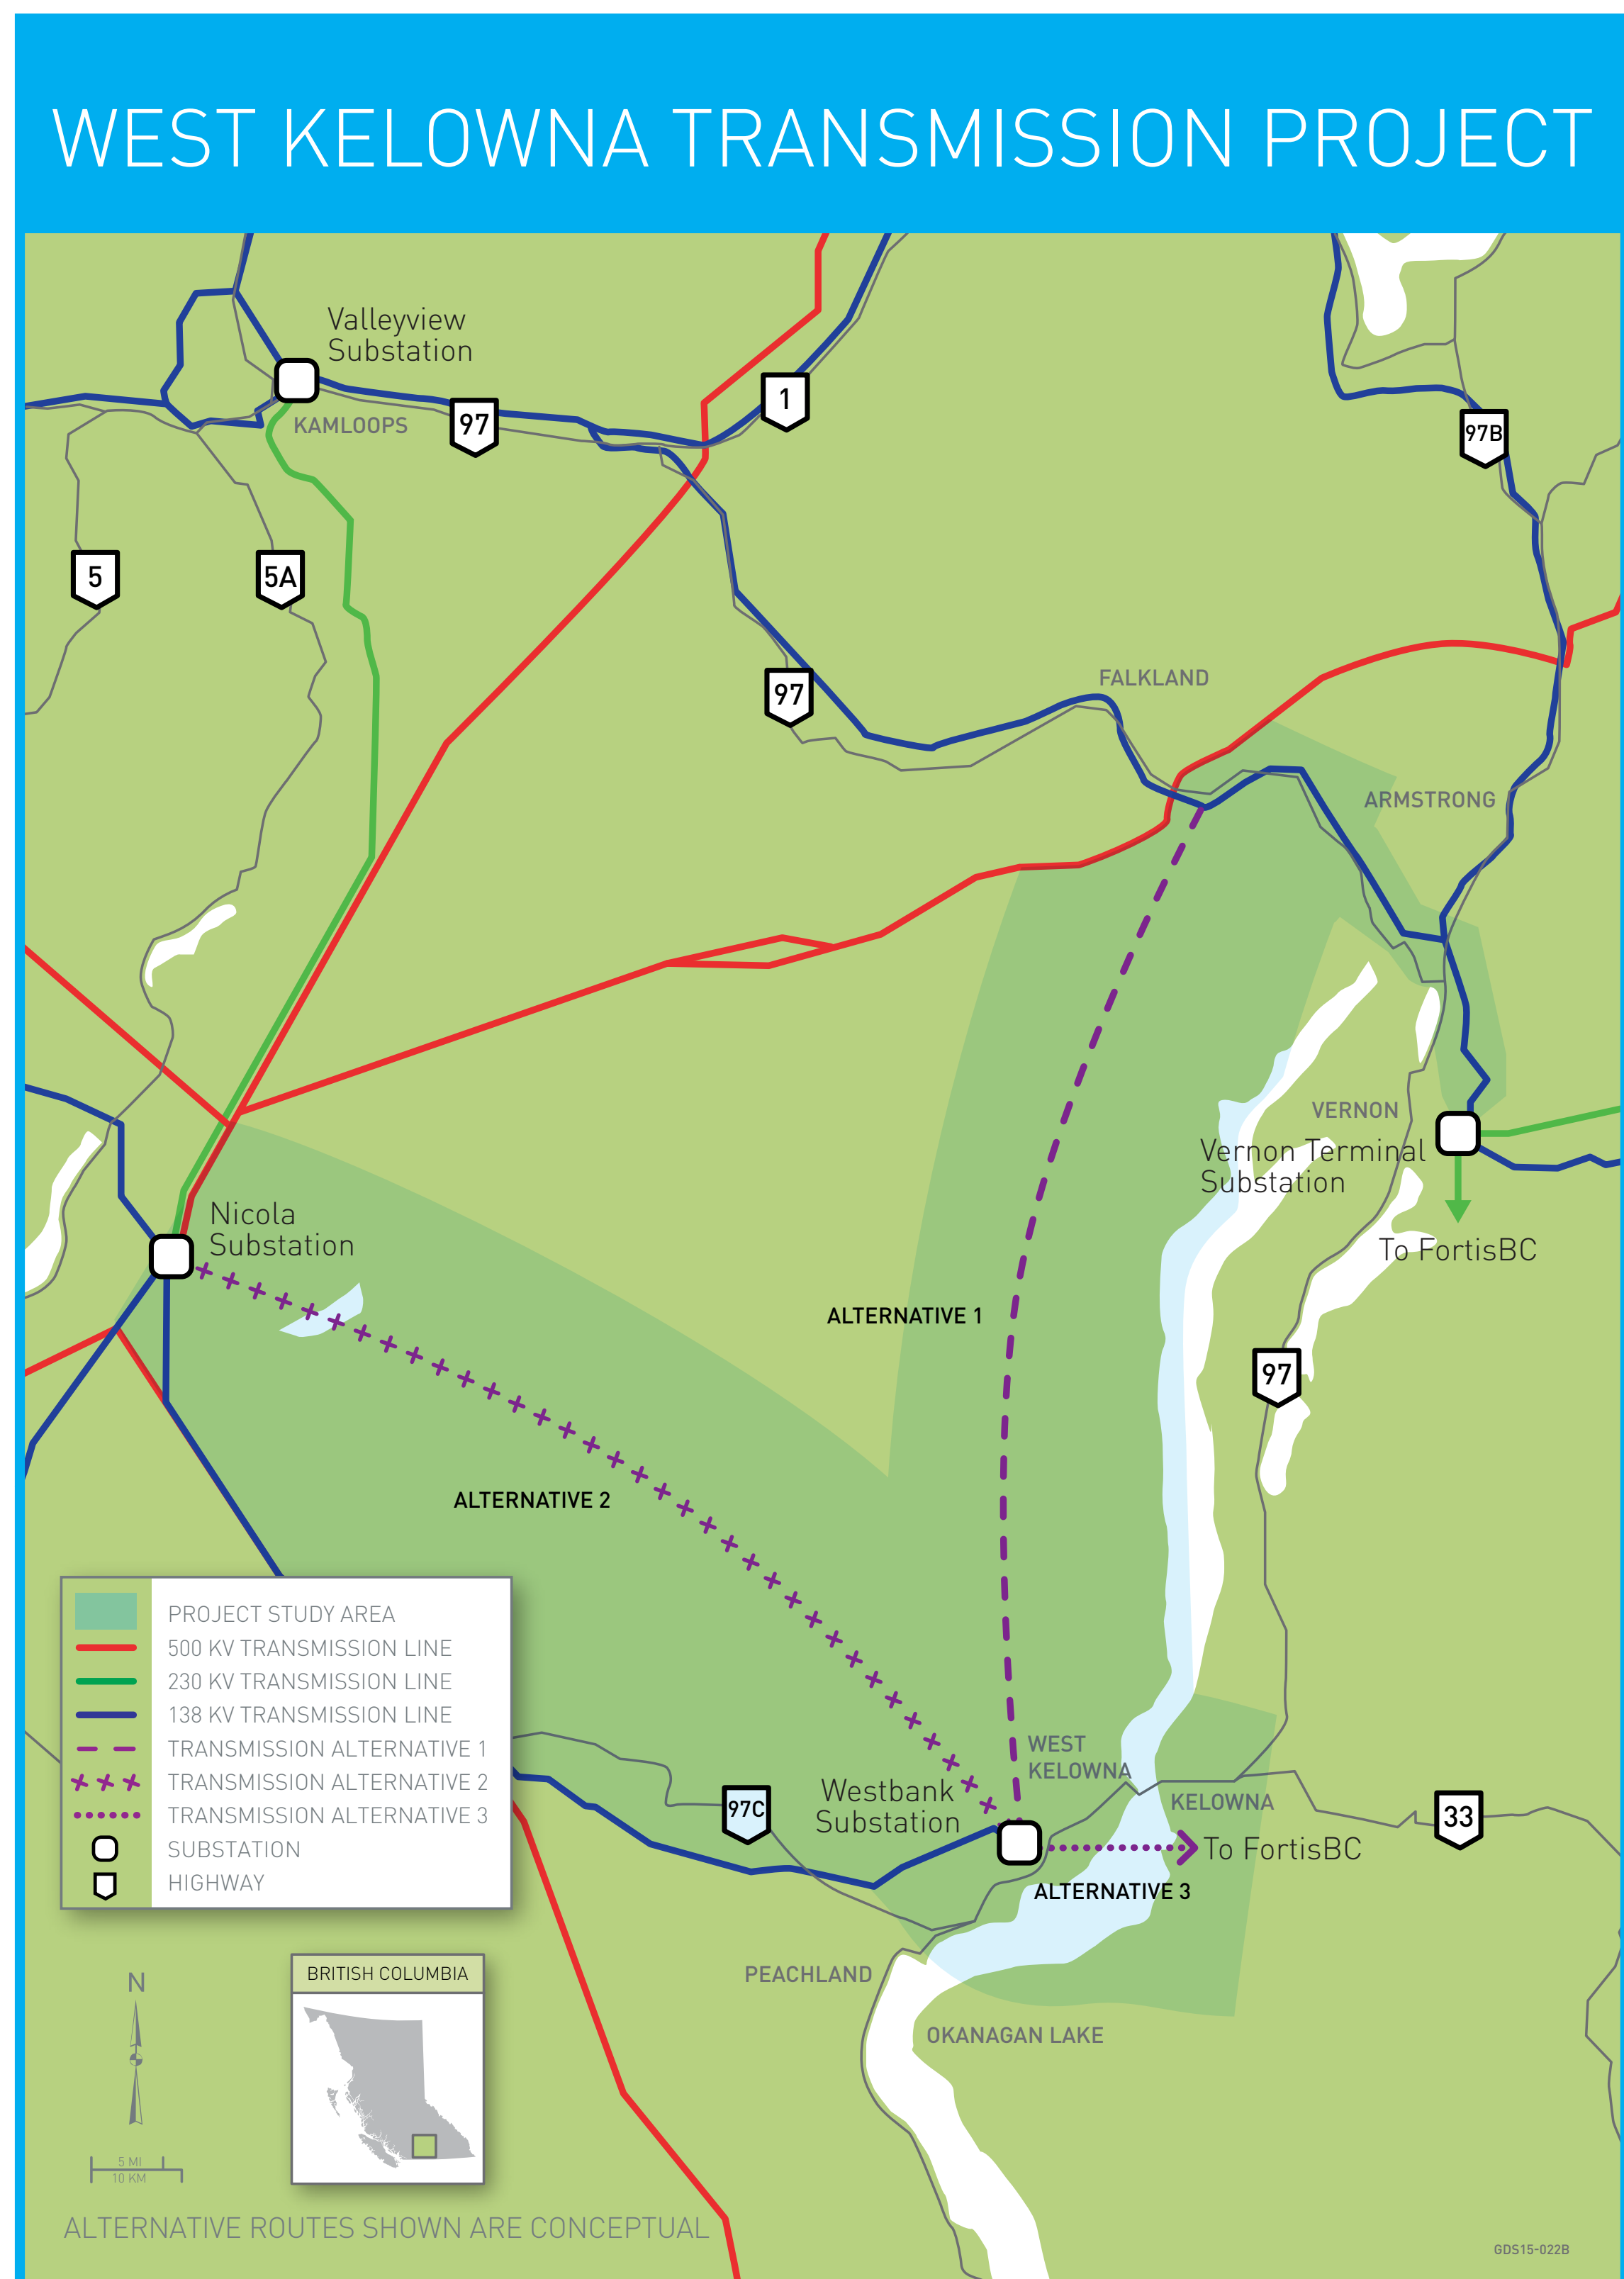 WEST KELOWNA TRANSMISSION PROJECT
Valleyview
Substation
KAMLOOPS
97
1
97B
5
5A
97
FALKLAND
ARMSTRONG
VERNON
Vernon Terminal
Substation
To FortisBC
Nicola
Substation
ALTERNATIVE 1
97
ALTERNATIVE 2
PROJECT STUDY AREA
500 KV TRANSMISSION LINE
230 KV TRANSMISSION LINE
138 KV TRANSMISSION LINE
TRANSMISSION ALTERNATIVE 1
TRANSMISSION ALTERNATIVE 2
TRANSMISSION ALTERNATIVE 3
SUBSTATION
HIGHWAY
WEST
KELOWNA
Westbank
Substation
97C
KELOWNA
33
To FortisBC
ALTERNATIVE 3
PEACHLAND
OKANAGAN LAKE
N
BRITISH COLUMBIA
5 MI
10 KM
ALTERNATIVE ROUTES SHOWN ARE CONCEPTUAL
GDS15-022B